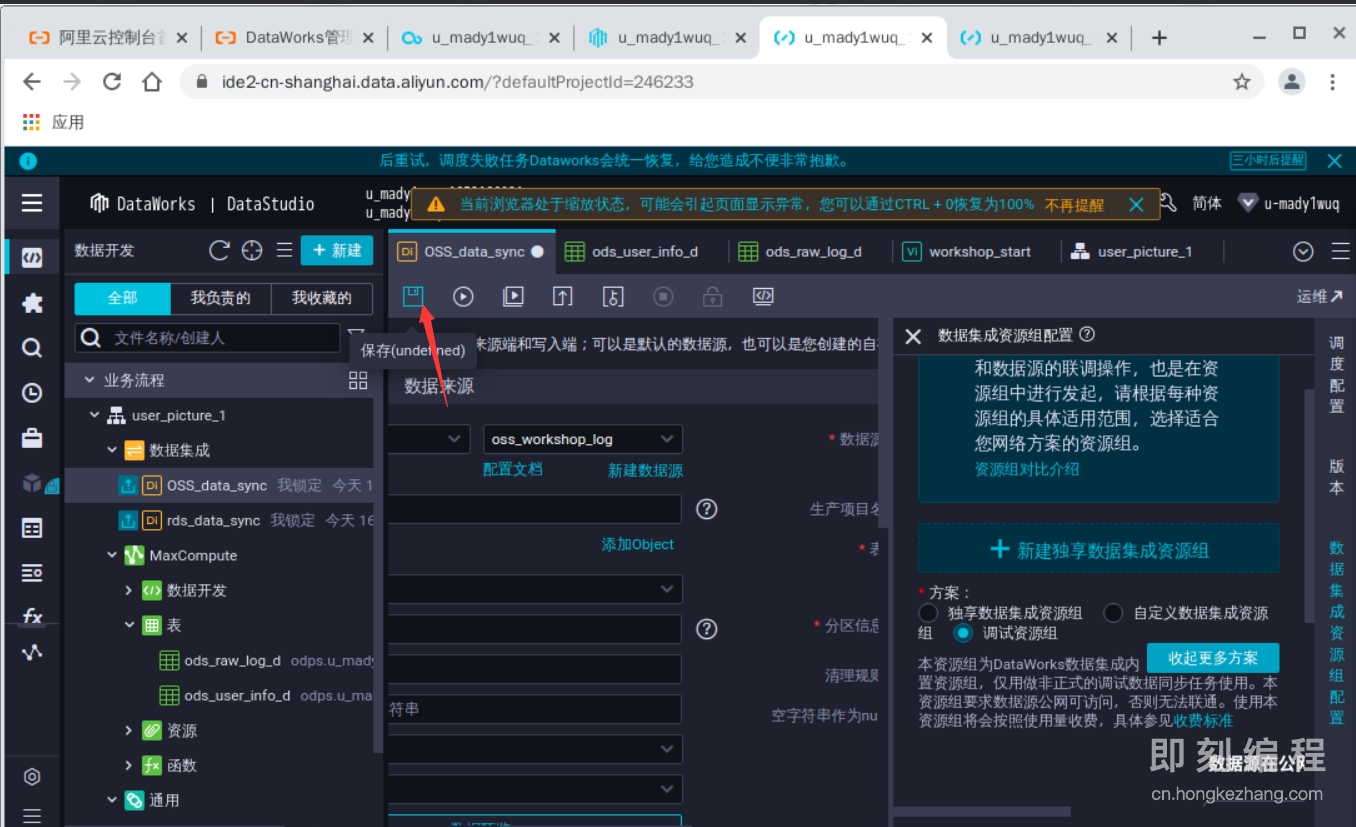 阿里云控制台首
DataWorks管理
u_mady1wuq_
u_mady1wuq_
u_mady1wuq_
u_mady1wuq_
ide2-cn-shanghai.data.aliyun.com/?defaultProjectId=246233
应用
后重试，调度失败任务Dataworks会统一恢复，给您造成不便非常抱歉。
三小时后提醒
DataWorks | DataStudio
u_mady
u_mady
当前浏览器处于缩放状态，可能会引起页面显示异常，您可以通过CTRL + 0恢复为100% 不再提醒
简体
u-mady1wuq
数据开发
+ 新建
Di OSS_data_sync
ods_user_info_d
ods_raw_log_d
Vi workshop_start
user_picture_1
全部
我负责的
我收藏的
运维
文件名称/创建人
保存(undefined)
来源端和写入端；可以是默认的数据源，也可以是您创建的自
数据集成资源组配置
业务流程
数据来源
user_picture_1
数据集成
Di OSS_data_sync 我锁定 今天 1
Di rds_data_sync 我锁定 今天 16
MaxCompute
数据开发
表
ods_raw_log_d odps.u_mady
ods_user_info_d odps.u_ma
资源
fx 函数
通用
fx
oss_workshop_log
* 数据源
配置文档
新建数据源
生产项目名
添加Object
* 表
* 分区信息
清理规则
符串
空字符串作为nu
数据预览
和数据源的联调操作，也是在资
源组中进行发起，请根据每种资
源组的具体适用范围，选择适合
您网络方案的资源组。
资源组对比介绍
+ 新建独享数据集成资源组
* 方案：
独享数据集成资源组
自定义数据集成资源
组
调试资源组
收起更多方案
本资源组为DataWorks数据集成内
置资源组，仅用做非正式的调试数据同步任务使用。本
资源组要求数据源公网可访问，否则无法联通。使用本
资源组将会按照使用量收费，具体参见收费标准
数据源在公网
调度配置
版本
数据集成资源组配置
即刻编程
cn.hongkezhang.com